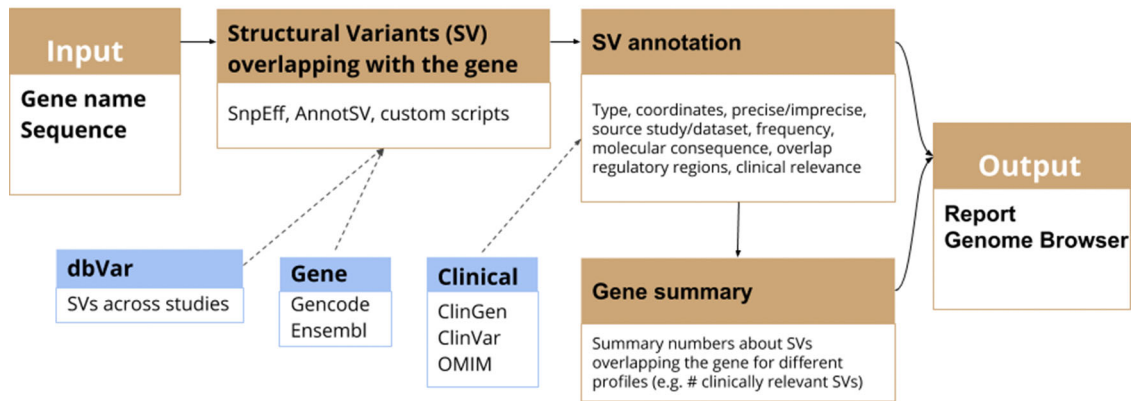 Input
Gene name
Sequence
Structural Variants (SV)
overlapping with the gene
SnpEff, AnnotSV, custom scripts
SV annotation
Type, coordinates, precise/imprecise,
source study/dataset, frequency,
molecular consequence, overlap
regulatory regions, clinical relevance
Output
Report
Genome Browser
dbVar
SVs across studies
Gene
Gencode
Ensembl
Clinical
ClinGen
ClinVar
OMIM
Gene summary
Summary numbers about SVs
overlapping the gene for different
profiles (e.g. # clinically relevant SVs)